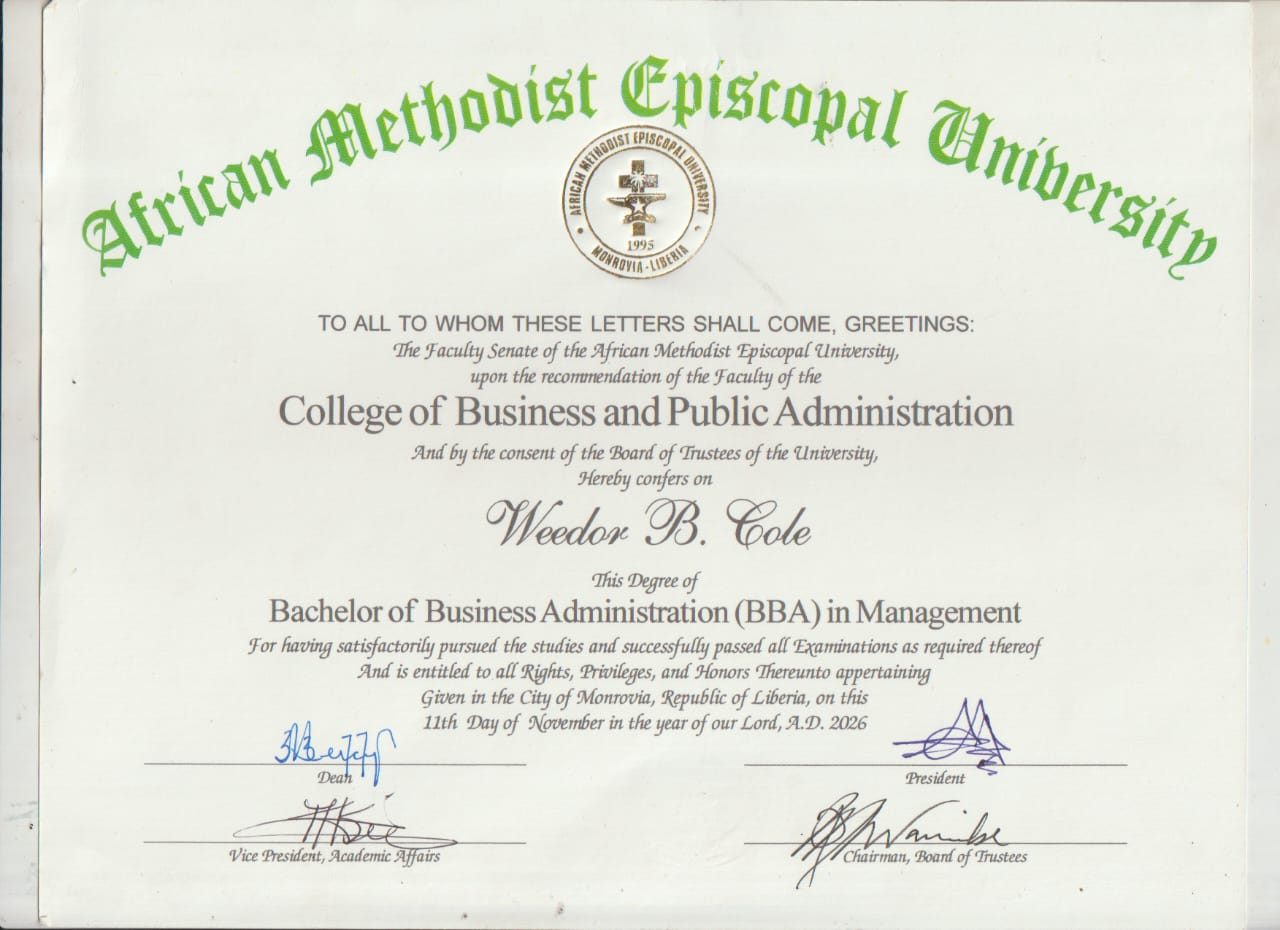 African Methodist Episcopal University
AFRICAN METHODIST EPISCOPAL UNIVERSITY
1995
MONROVIA - LIBERIA
TO ALL TO WHOM THESE LETTERS SHALL COME, GREETINGS:
The Faculty Senate of the African Methodist Episcopal University,
upon the recommendation of the Faculty of the
College of Business and Public Administration
And by the consent of the Board of Trustees of the University,
Hereby confers on
Weedor B. Cole
This Degree of
Bachelor of Business Administration (BBA) in Management
For having satisfactorily pursued the studies and successfully passed all Examinations as required thereof
And is entitled to all Rights, Privileges, and Honors Thereunto appertaining
Given in the City of Monrovia, Republic of Liberia, on this
11th Day of November in the year of our Lord, A.D. 2026
Dean
President
Vice President, Academic Affairs
Chairman, Board of Trustees